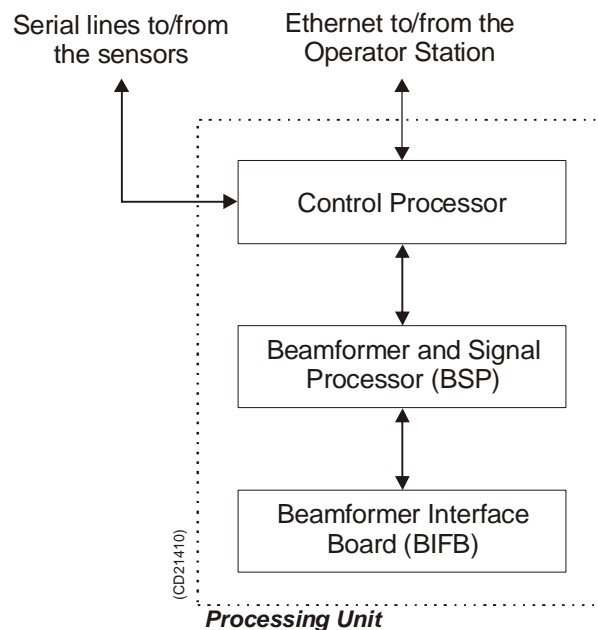 Serial lines to/from
the sensors
Ethernet to/from the
Operator Station
Control Processor
Beamformer and Signal
Processor (BSP)
Beamformer Interface
Board (BIFB)
(CD21410)
Processing Unit